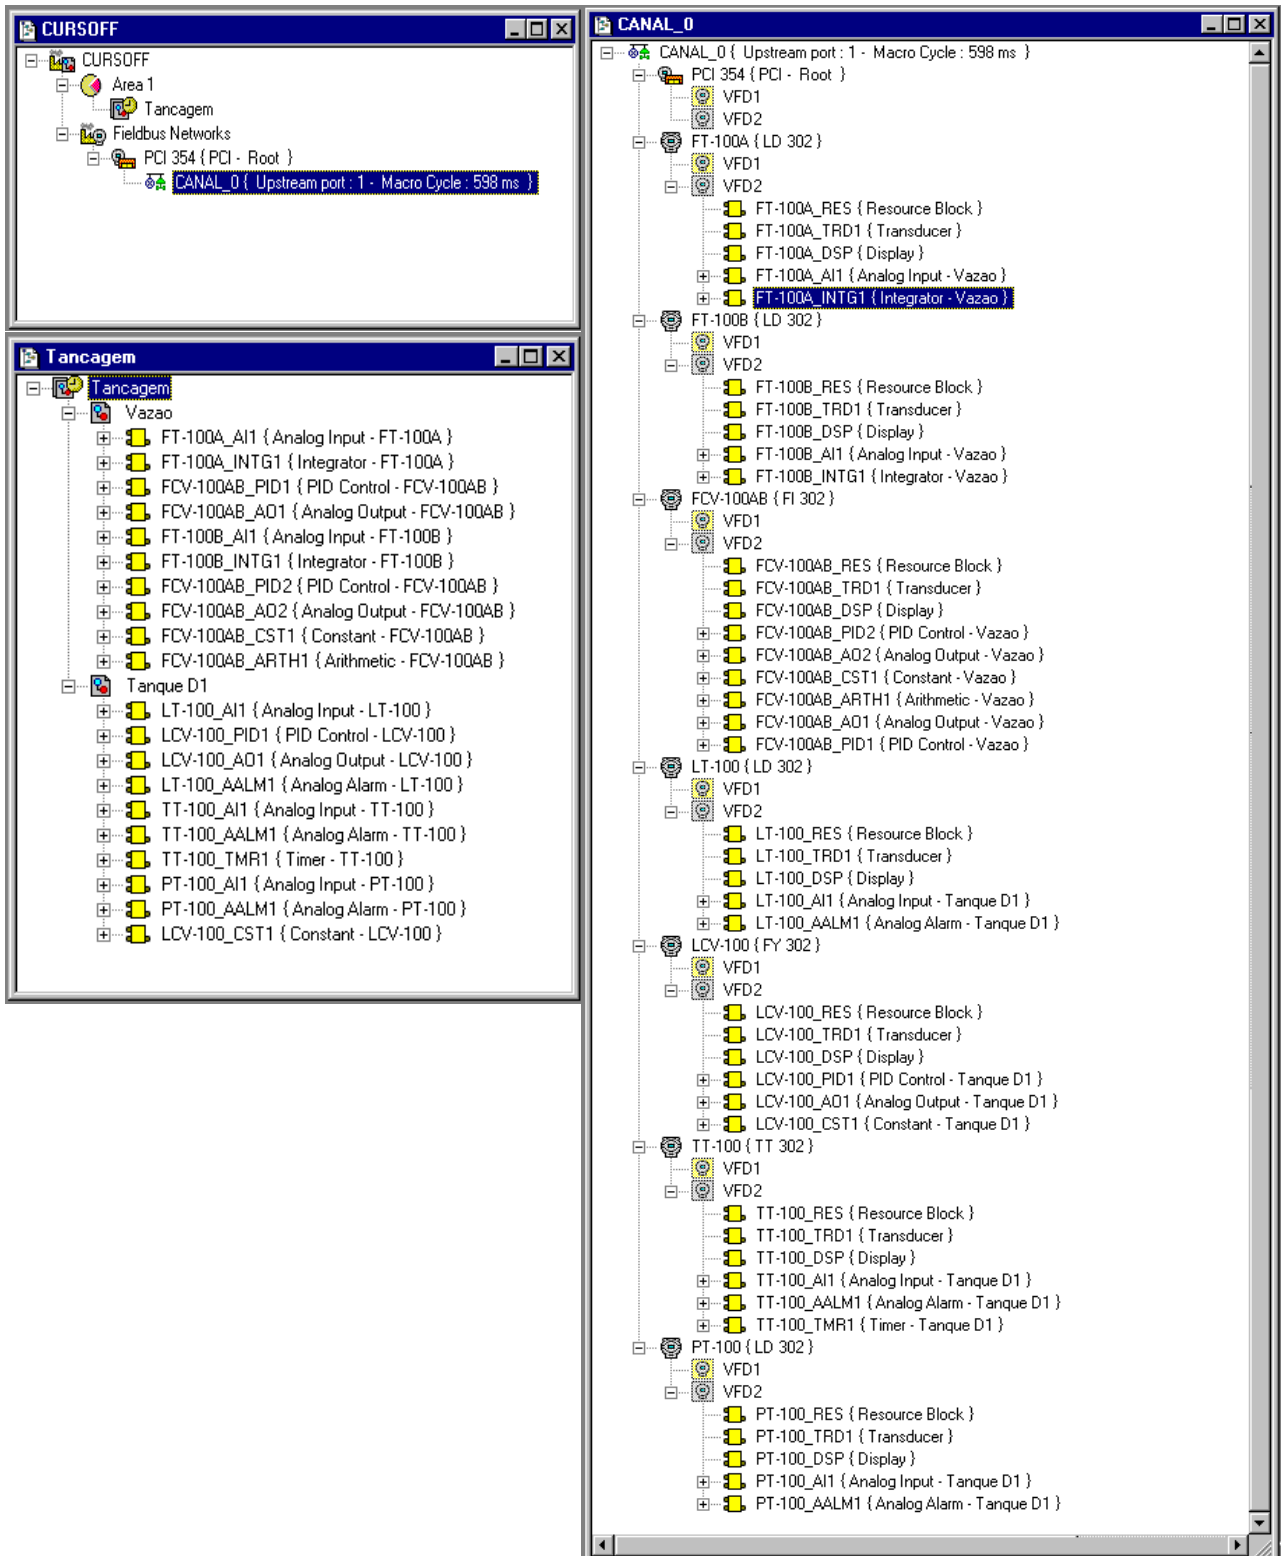 CURSOFF
CURSOFF
Area 1
Tancagem
Fieldbus Networks
PCI 354 { PCI - Root }
CANAL_0 { Upstream port : 1 - Macro Cycle : 598 ms }
Tancagem
Tancagem
Vazao
FT-100A_AI1 { Analog Input - FT-100A }
FT-100A_INTG1 { Integrator - FT-100A }
FCV-100AB_PID1 { PID Control - FCV-100AB }
FCV-100AB_AO1 { Analog Output - FCV-100AB }
FT-100B_AI1 { Analog Input - FT-100B }
FT-100B_INTG1 { Integrator - FT-100B }
FCV-100AB_PID2 { PID Control - FCV-100AB }
FCV-100AB_AO2 { Analog Output - FCV-100AB }
FCV-100AB_CST1 { Constant - FCV-100AB }
FCV-100AB_ARTH1 { Arithmetic - FCV-100AB }
Tanque D1
LT-100_AI1 { Analog Input - LT-100 }
LCV-100_PID1 { PID Control - LCV-100 }
LCV-100_AO1 { Analog Output - LCV-100 }
LT-100_AALM1 { Analog Alarm - LT-100 }
TT-100_AI1 { Analog Input - TT-100 }
TT-100_AALM1 { Analog Alarm - TT-100 }
TT-100_TMR1 { Timer - TT-100 }
PT-100_AI1 { Analog Input - PT-100 }
PT-100_AALM1 { Analog Alarm - PT-100 }
LCV-100_CST1 { Constant - LCV-100 }
CANAL_0
CANAL_0 { Upstream port : 1 - Macro Cycle : 598 ms }
PCI 354 { PCI - Root }
VFD1
VFD2
FT-100A { LD 302 }
VFD1
VFD2
FT-100A_RES { Resource Block }
FT-100A_TRD1 { Transducer }
FT-100A_DSP { Display }
FT-100A_AI1 { Analog Input - Vazao }
FT-100A_INTG1 { Integrator - Vazao }
FT-100B { LD 302 }
VFD1
VFD2
FT-100B_RES { Resource Block }
FT-100B_TRD1 { Transducer }
FT-100B_DSP { Display }
FT-100B_AI1 { Analog Input - Vazao }
FT-100B_INTG1 { Integrator - Vazao }
FCV-100AB { FI 302 }
VFD1
VFD2
FCV-100AB_RES { Resource Block }
FCV-100AB_TRD1 { Transducer }
FCV-100AB_DSP { Display }
FCV-100AB_PID2 { PID Control - Vazao }
FCV-100AB_AO2 { Analog Output - Vazao }
FCV-100AB_CST1 { Constant - Vazao }
FCV-100AB_ARTH1 { Arithmetic - Vazao }
FCV-100AB_AO1 { Analog Output - Vazao }
FCV-100AB_PID1 { PID Control - Vazao }
LT-100 { LD 302 }
VFD1
VFD2
LT-100_RES { Resource Block }
LT-100_TRD1 { Transducer }
LT-100_DSP { Display }
LT-100_AI1 { Analog Input - Tanque D1 }
LT-100_AALM1 { Analog Alarm - Tanque D1 }
LCV-100 { FY 302 }
VFD1
VFD2
LCV-100_RES { Resource Block }
LCV-100_TRD1 { Transducer }
LCV-100_DSP { Display }
LCV-100_PID1 { PID Control - Tanque D1 }
LCV-100_AO1 { Analog Output - Tanque D1 }
LCV-100_CST1 { Constant - Tanque D1 }
TT-100 { TT 302 }
VFD1
VFD2
TT-100_RES { Resource Block }
TT-100_TRD1 { Transducer }
TT-100_DSP { Display }
TT-100_AI1 { Analog Input - Tanque D1 }
TT-100_AALM1 { Analog Alarm - Tanque D1 }
TT-100_TMR1 { Timer - Tanque D1 }
PT-100 { LD 302 }
VFD1
VFD2
PT-100_RES { Resource Block }
PT-100_TRD1 { Transducer }
PT-100_DSP { Display }
PT-100_AI1 { Analog Input - Tanque D1 }
PT-100_AALM1 { Analog Alarm - Tanque D1 }